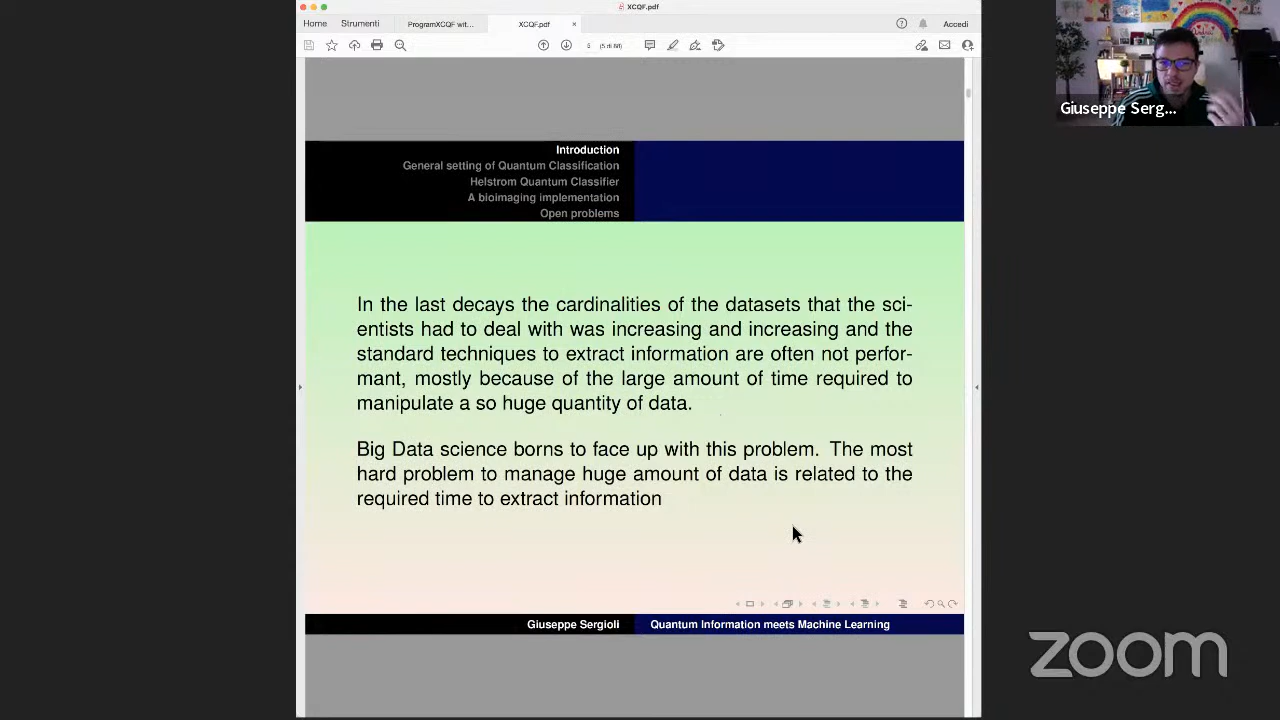 XCQF.pdf
Home Strumenti ProgramXCQF wit... XCQF.pdf × Accedi
5 (5 di 88)
Giuseppe Serg...
Introduction
General setting of Quantum Classification
Helstrom Quantum Classifier
A bioimaging implementation
Open problems
In the last decays the cardinalities of the datasets that the sci-
entists had to deal with was increasing and increasing and the
standard techniques to extract information are often not perfor-
mant, mostly because of the large amount of time required to
manipulate a so huge quantity of data.
Big Data science borns to face up with this problem. The most
hard problem to manage huge amount of data is related to the
required time to extract information
Giuseppe Sergioli Quantum Information meets Machine Learning
zoom